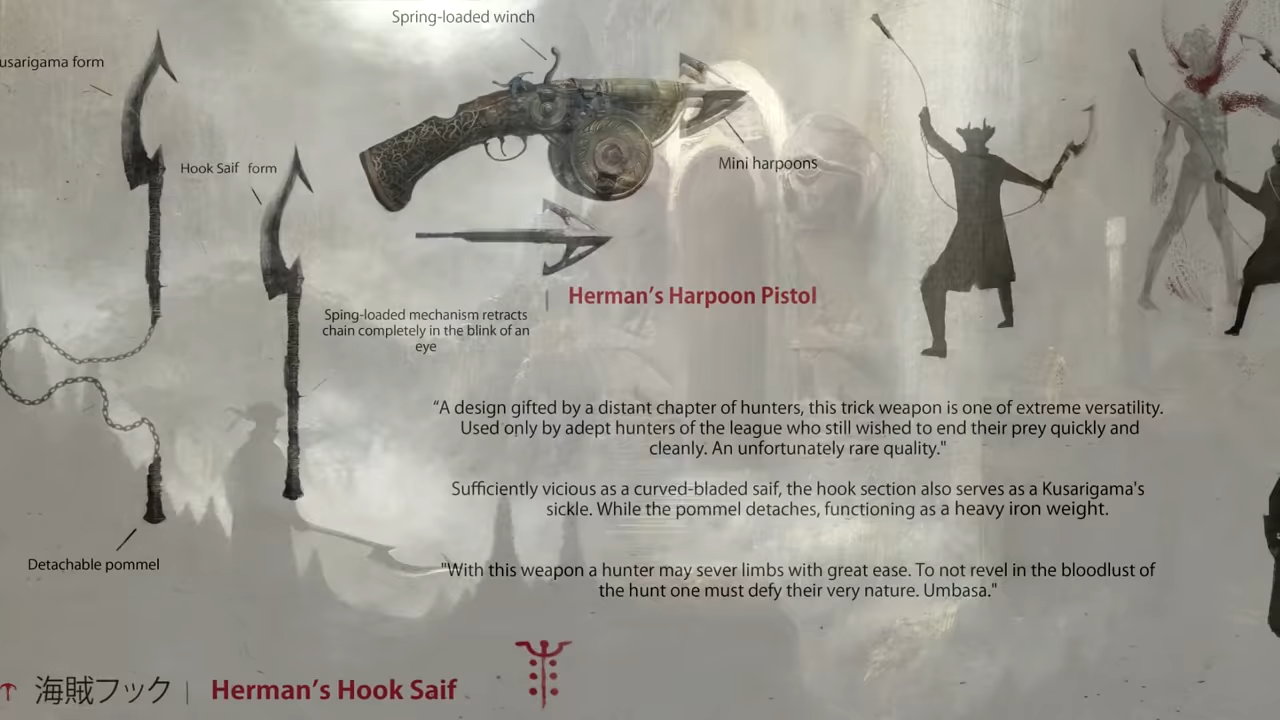 Spring-loaded winch
usarigama form
Hook Saif form
Mini harpoons
Herman's Harpoon Pistol
Sping-loaded mechanism retracts
chain completely in the blink of an
eye
“A design gifted by a distant chapter of hunters, this trick weapon is one of extreme versatility.
Used only by adept hunters of the league who still wished to end their prey quickly and
cleanly. An unfortunately rare quality."
Sufficiently vicious as a curved-bladed saif, the hook section also serves as a Kusarigama's
sickle. While the pommel detaches, functioning as a heavy iron weight.
Detachable pommel
"With this weapon a hunter may sever limbs with great ease. To not revel in the bloodlust of
the hunt one must defy their very nature. Umbasa."
海賊フック | Herman's Hook Saif